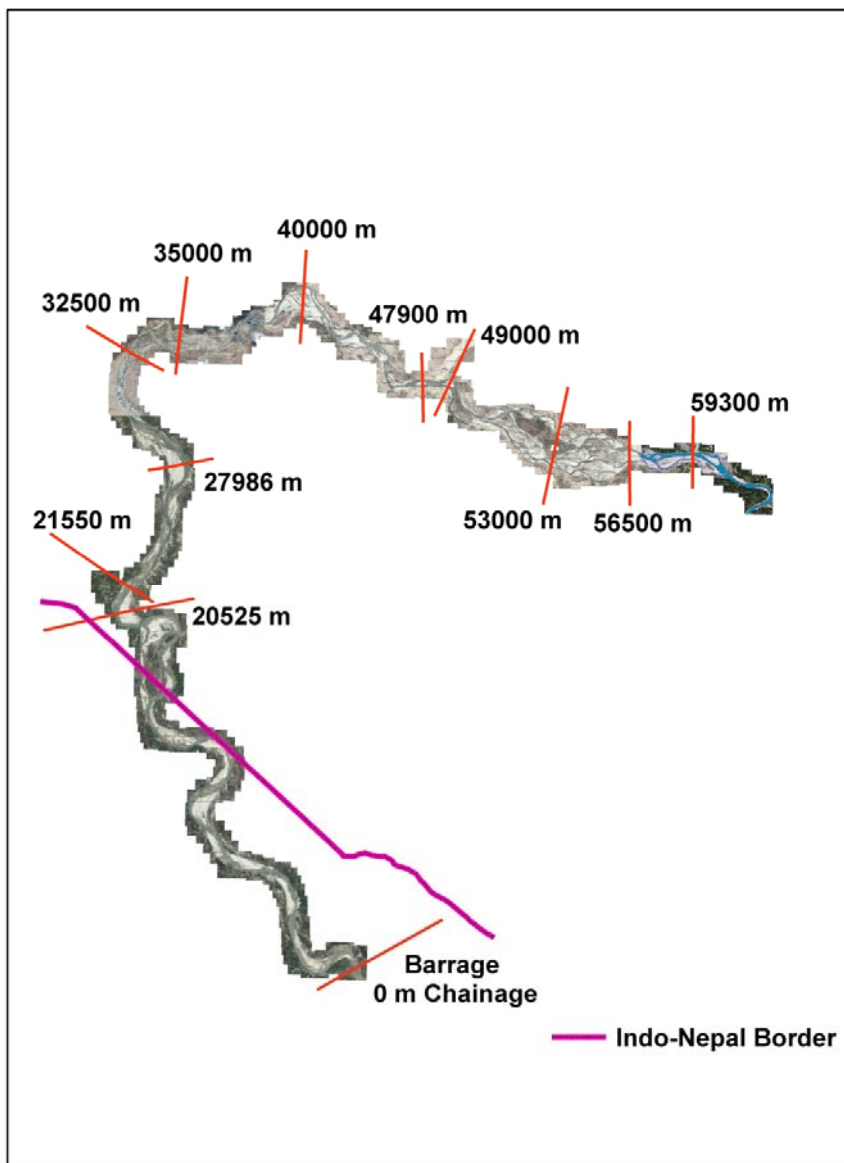 40000 m
35000 m
32500 m
47900 m
49000 m
59300 m
27986 m
53000 m
56500 m
21550 m
20525 m
Barrage
0 m Chainage
Indo-Nepal Border